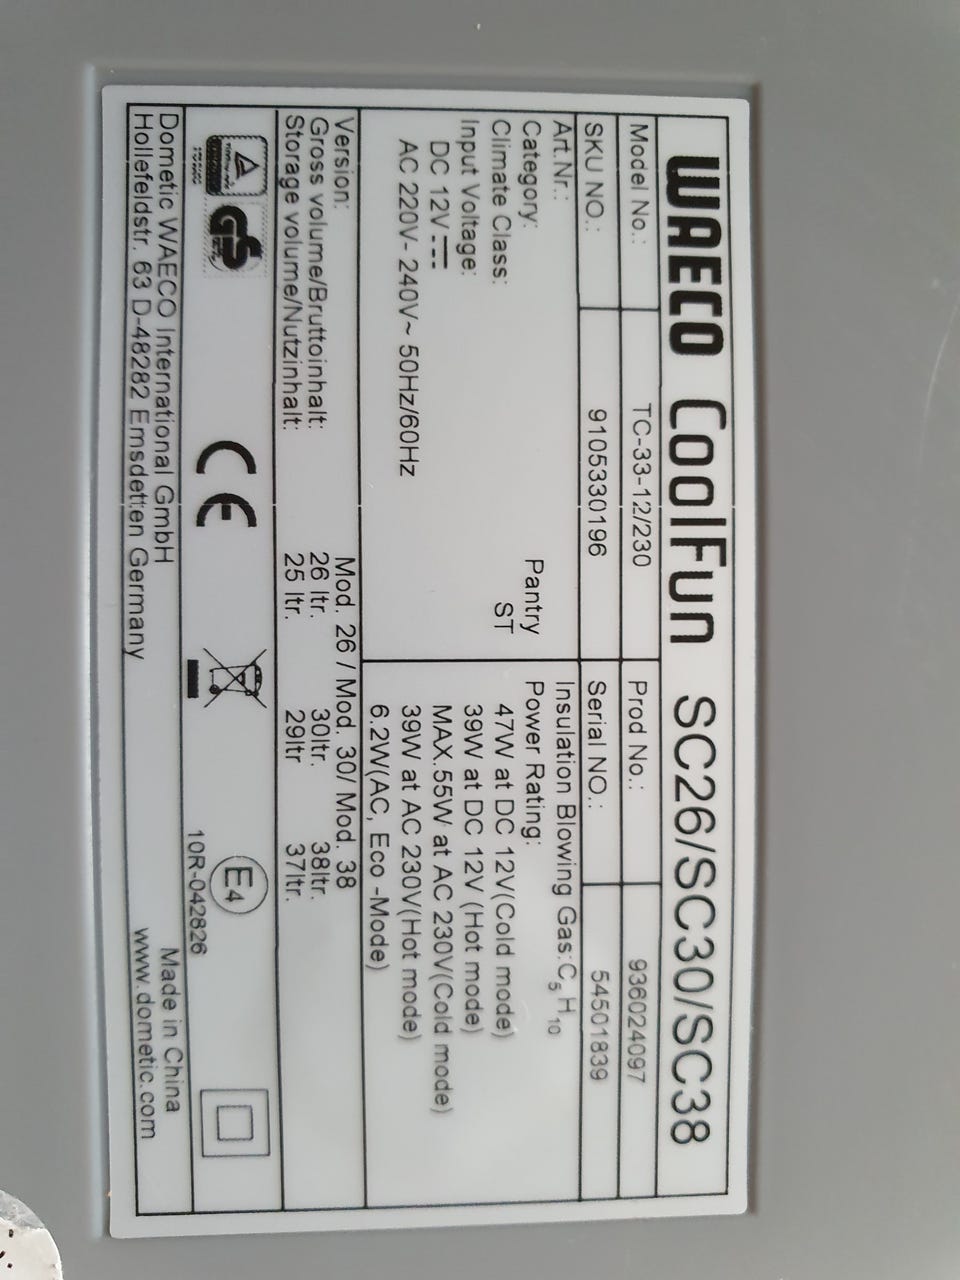 WAECO CoolFun SC26/SC30/SC38
Model No.: TC-33-12/230 Prod No.: 936024097
SKU NO.: 9105330196 Serial NO.: 54501839
Art.Nr.: Insulation Blowing Gas:C5H10
Category: Pantry Power Rating:
Climate Class: ST 47W at DC 12V(Cold mode)
Input Voltage: 39W at DC 12V (Hot mode)
DC 12V⎓ MAX.55W at AC 230V(Cold mode)
AC 220V- 240V~ 50Hz/60Hz 39W at AC 230V(Hot mode)
6.2W(AC, Eco -Mode)
Version: Mod. 26 / Mod. 30/ Mod. 38
Gross volume/Bruttoinhalt: 26 ltr. 30ltr. 38ltr.
Storage volume/Nutzinhalt: 25 ltr. 29ltr 37ltr.
GS CE E4
10R-042826
Dometic WAECO International GmbH Made in China
Hollefeldstr. 63 D-48282 Emsdetten Germany www.dometic.com